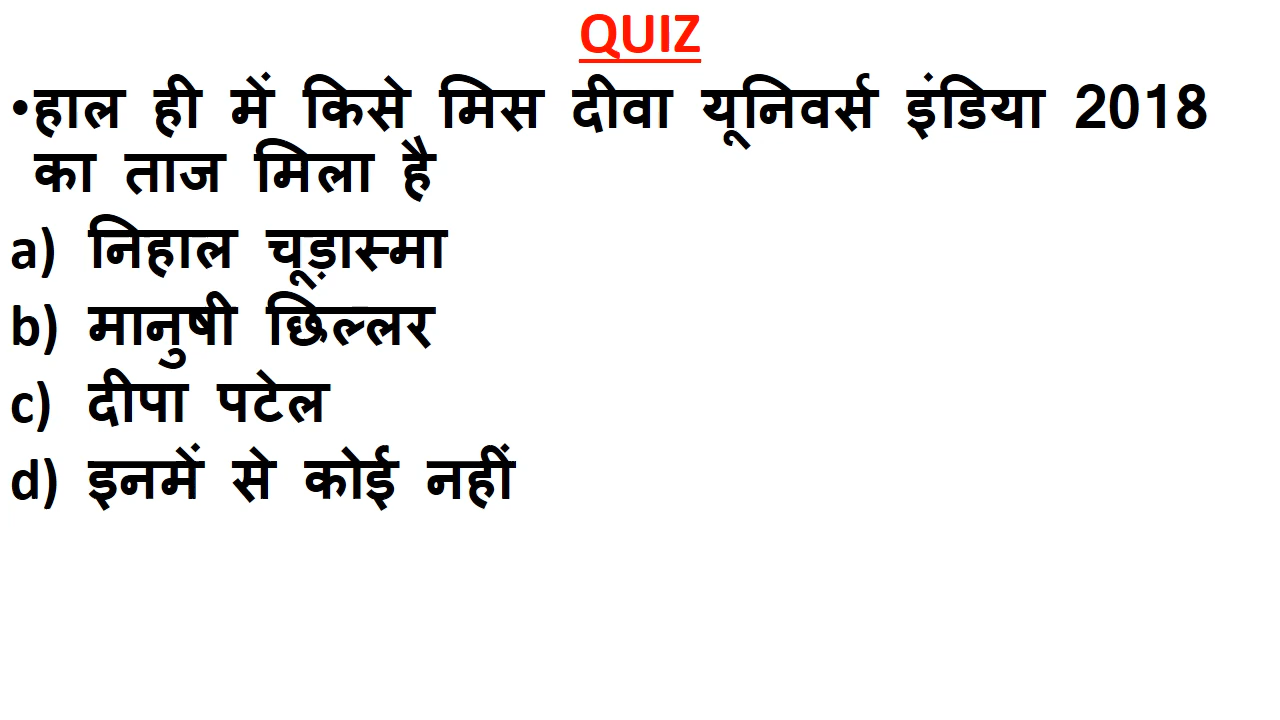 QUIZ
•हाल ही में किसे मिस दीवा यूनिवर्स इंडिया 2018
का ताज मिला है
a) निहाल चूड़ास्मा
b) मानुषी छिल्लर
c) दीपा पटेल
d) इनमें से कोई नहीं